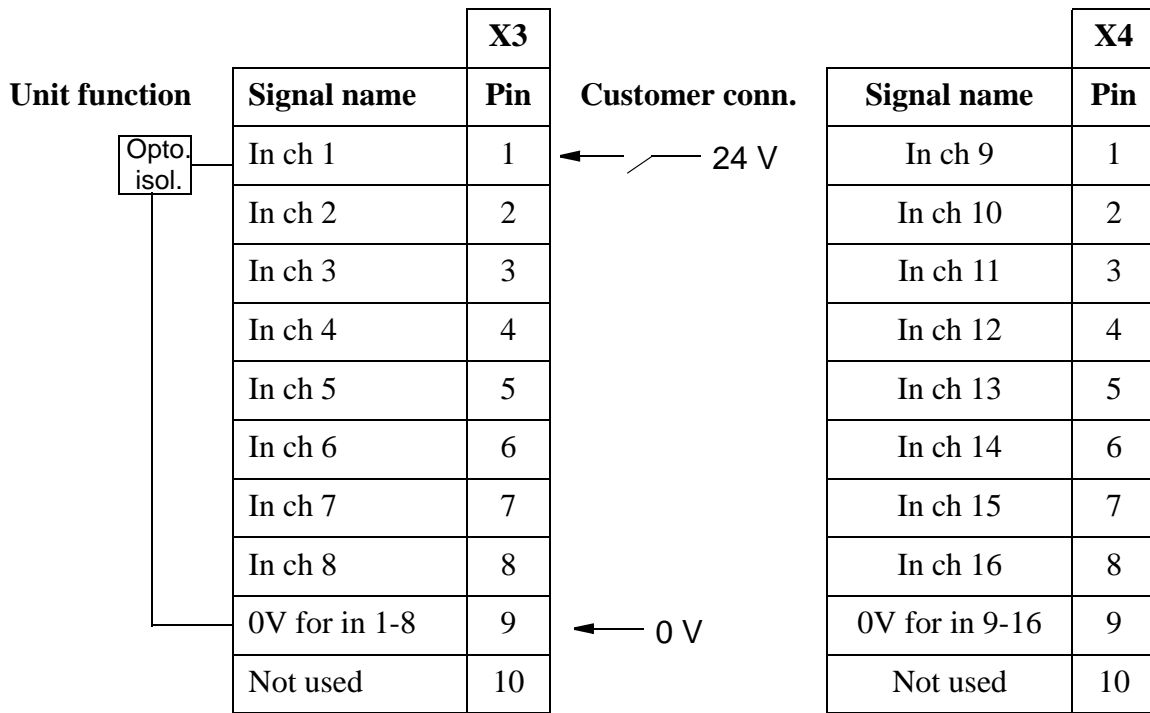 X3 X4
Unit function Signal name Pin Customer conn. Signal name Pin
Opto. In ch 1 1 24 V In ch 9 1
isol.
In ch 2 2 In ch 10 2
In ch 3 3 In ch 11 3
In ch 4 4 In ch 12 4
In ch 5 5 In ch 13 5
In ch 6 6 In ch 14 6
In ch 7 7 In ch 15 7
In ch 8 8 In ch 16 8
0V for in 1-8 9 0 V 0V for in 9-16 9
Not used 10 Not used 10